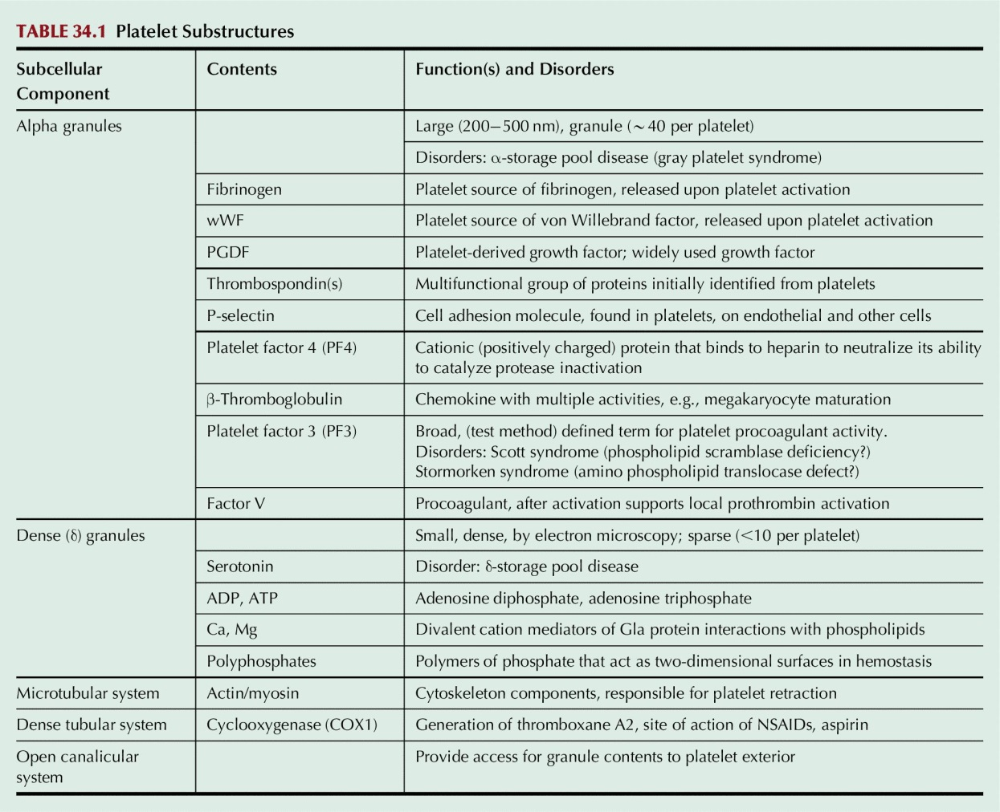 TABLE 34.1 Platelet Substructures
Subcellular Component Contents Function(s) and Disorders
Alpha granules Large (200–500 nm), granule (~40 per platelet)
Disorders: α-storage pool disease (gray platelet syndrome)
Fibrinogen Platelet source of fibrinogen, released upon platelet activation
wWF Platelet source of von Willebrand factor, released upon platelet activation
PGDF Platelet-derived growth factor; widely used growth factor
Thrombospondin(s) Multifunctional group of proteins initially identified from platelets
P-selectin Cell adhesion molecule, found in platelets, on endothelial and other cells
Platelet factor 4 (PF4) Cationic (positively charged) protein that binds to heparin to neutralize its ability
to catalyze protease inactivation
β-Thromboglobulin Chemokine with multiple activities, e.g., megakaryocyte maturation
Platelet factor 3 (PF3) Broad, (test method) defined term for platelet procoagulant activity.
Disorders: Scott syndrome (phospholipid scramblase deficiency?)
Stormorken syndrome (amino phospholipid translocase defect?)
Factor V Procoagulant, after activation supports local prothrombin activation
Dense (δ) granules Small, dense, by electron microscopy; sparse (<10 per platelet)
Serotonin Disorder: δ-storage pool disease
ADP, ATP Adenosine diphosphate, adenosine triphosphate
Ca, Mg Divalent cation mediators of Gla protein interactions with phospholipids
Polyphosphates Polymers of phosphate that act as two-dimensional surfaces in hemostasis
Microtubular system Actin/myosin Cytoskeleton components, responsible for platelet retraction
Dense tubular system Cyclooxygenase (COX1) Generation of thromboxane A2, site of action of NSAIDs, aspirin
Open canalicular system Provide access for granule contents to platelet exterior